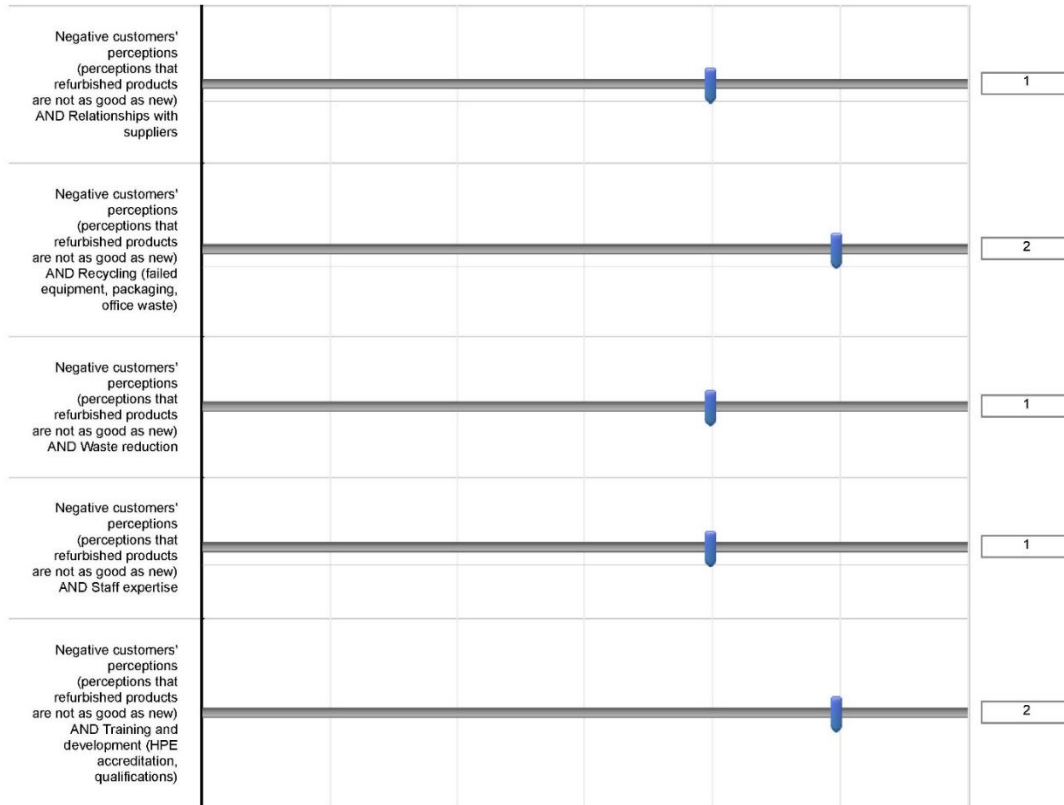 Negative customers'
perceptions
(perceptions that
refurbished products
are not as good as new)
AND Relationships with
suppliers
1
Negative customers'
perceptions
(perceptions that
refurbished products
are not as good as new)
AND Recycling (failed
equipment, packaging,
office waste)
2
Negative customers'
perceptions
(perceptions that
refurbished products
are not as good as new)
AND Waste reduction
1
Negative customers'
perceptions
(perceptions that
refurbished products
are not as good as new)
AND Staff expertise
1
Negative customers'
perceptions
(perceptions that
refurbished products
are not as good as new)
AND Training and
development (HPE
accreditation,
qualifications)
2